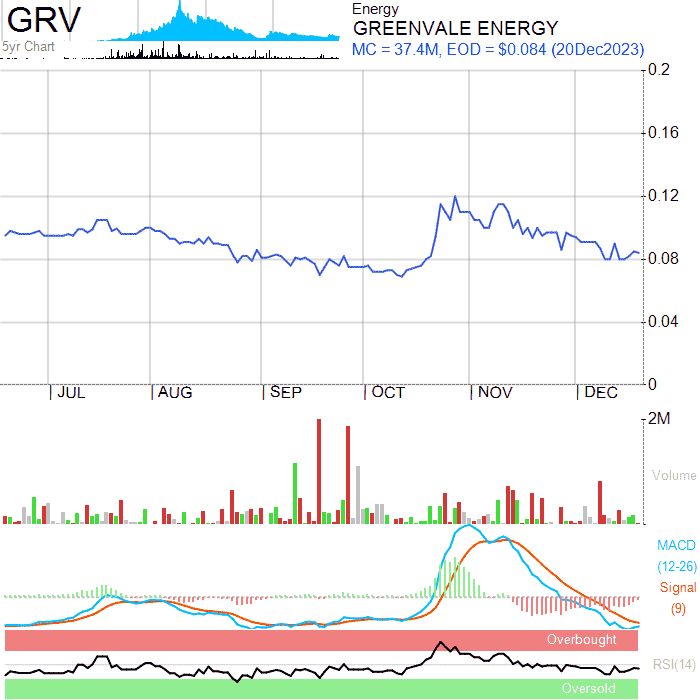 GRV
5yr Chart
Energy
GREENVALE ENERGY
MC = 37.4M, EOD = $0.084 (20Dec2023)
0.2
0.16
0.12
0.08
0.04
0
JUL AUG SEP OCT NOV DEC
2M
Volume
MACD
(12-26)
Signal
(9)
Overbought
RSI(14)
Oversold